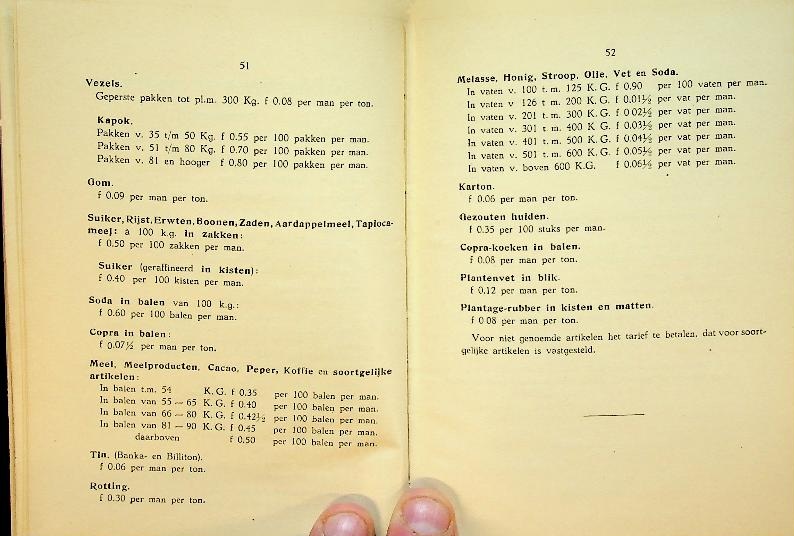 51
Vezels.
Geperste pakken tot pl.m. 300 Kg. f 0.08 per man per ton.
Kapok.
Pakken v. 35 t/m 50 Kg. f 0.55 per 100 pakken per man.
Pakken v. 51 t/m 80 Kg. f 0.70 per 100 pakken per man.
Pakken v. 81 en hooger f 0.80 per 100 pakken per man.
Gom.
f 0.09 per man per ton.
Suiker, Rijst, Erwten, Boonen, Zaden, Aardappelmeel, Tapioca-
meel: à 100 k.g. in zakken:
f 0.50 per 100 zakken per man.
Suiker (geraffineerd in kisten):
f 0.40 per 100 kisten per man.
Soda in balen van 100 k.g.:
f 0.60 per 100 balen per man.
Copra in balen:
f 0.07½ per man per ton.
Meel, Meelproducten, Cacao, Peper, Koffie en soortgelijke
artikelen:
In balen t.m. 54 K.G. f 0.35 per 100 balen per man.
In balen van 55 — 65 K.G. f 0.40 per 100 balen per man.
In balen van 66 — 80 K.G. f 0.42½ per 100 balen per man.
In balen van 81 — 90 K.G. f 0.45 per 100 balen per man.
daarboven f 0.50 per 100 balen per man.
Tin. (Banka- en Billiton).
f 0.06 per man per ton.
Rotting.
f 0.30 per man per ton.
52
Melasse, Honig, Stroop, Olie, Vet en Soda.
In vaten v. 100 t.m. 125 K.G. f 0.90 per 100 vaten per man.
In vaten v 126 t m. 200 K.G. f 0.01½ per vat per man.
In vaten v. 201 t.m. 300 K.G. f 0 02½ per vat per man.
In vaten v. 301 t.m. 400 K.G. f 0.03½ per vat per man.
In vaten v. 401 t.m. 500 K.G. f 0.04½ per vat per man.
In vaten v. 501 t.m. 600 K.G. f 0.05½ per vat per man.
In vaten v. boven 600 K.G. f 0.06½ per vat per man.
Karton.
f 0.06 per man per ton.
Gezouten huiden.
f 0.35 per 100 stuks per man.
Copra-koeken in balen.
f 0.08 per man per ton.
Plantenvet in blik.
f 0.12 per man per ton.
Plantage-rubber in kisten en matten.
f 0 08 per man per ton.
Voor niet genoemde artikelen het tarief te betalen, dat voor soort-
gelijke artikelen is vastgesteld.